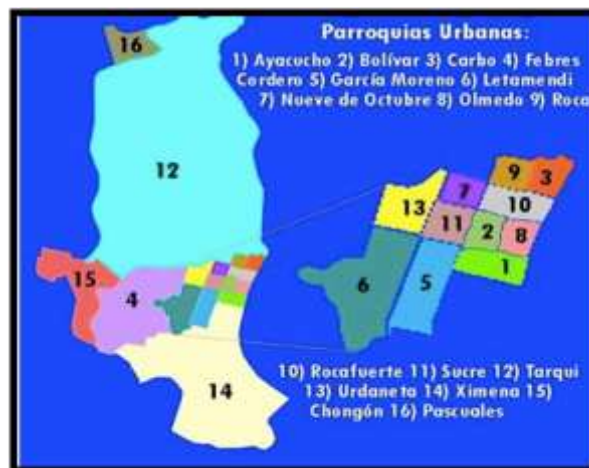 Parroquias Urbanas:
1) Ayacucho 2) Bolívar 3) Carbo 4) Febres
Cordero 5) García Moreno 6) Letamendi
7) Nueve de Octubre 8) Olmedo 9) Roca
16
12
15
4
14
9 3
7
10
13
11 2 8
1
6
5
10) Rocafuerte 11) Sucre 12) Tarqui
13) Urdaneta 14) Ximena 15)
Chongón 16) Pascuales